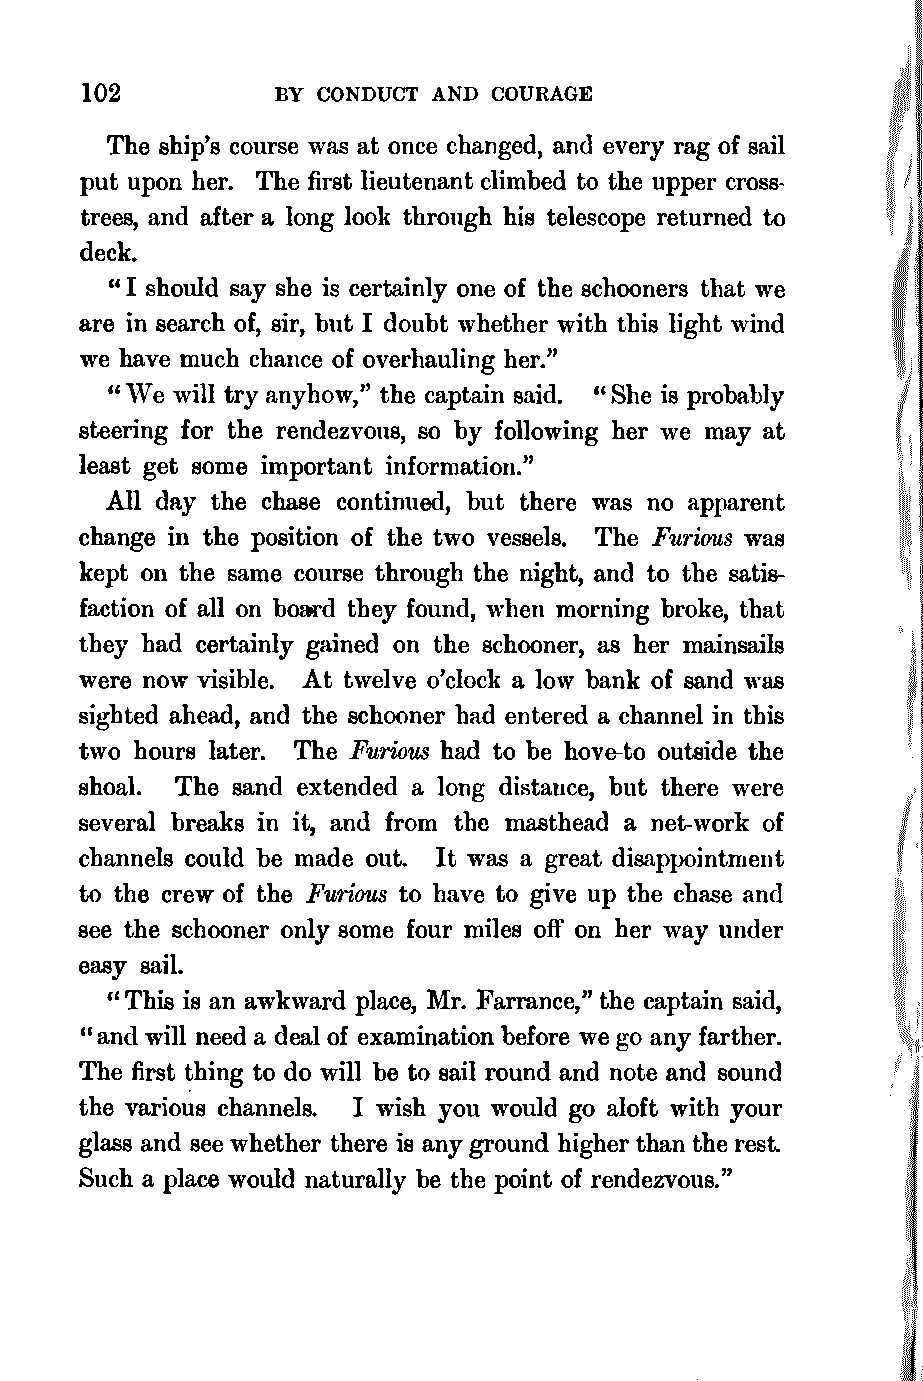 102 BY CONDUCT AND COURAGE
The ship's course was at once changed, and every rag of sail
put upon her. The first lieutenant climbed to the upper cross-
trees, and after a long look through his telescope returned to
deck.
"I should say she is certainly one of the schooners that we
are in search of, sir, but I doubt whether with this light wind
we have much chance of overhauling her."
"We will try anyhow," the captain said. "She is probably
steering for the rendezvous, so by following her we may at
least get some important information."
All day the chase continued, but there was no apparent
change in the position of the two vessels. The Furious was
kept on the same course through the night, and to the satis-
faction of all on board they found, when morning broke, that
they had certainly gained on the schooner, as her mainsails
were now visible. At twelve o'clock a low bank of sand was
sighted ahead, and the schooner had entered a channel in this
two hours later. The Furious had to be hove-to outside the
shoal. The sand extended a long distance, but there were
several breaks in it, and from the masthead a net-work of
channels could be made out. It was a great disappointment
to the crew of the Furious to have to give up the chase and
see the schooner only some four miles off on her way under
easy sail.
"This is an awkward place, Mr. Farrance," the captain said,
"and will need a deal of examination before we go any farther.
The first thing to do will be to sail round and note and sound
the various channels. I wish you would go aloft with your
glass and see whether there is any ground higher than the rest.
Such a place would naturally be the point of rendezvous."